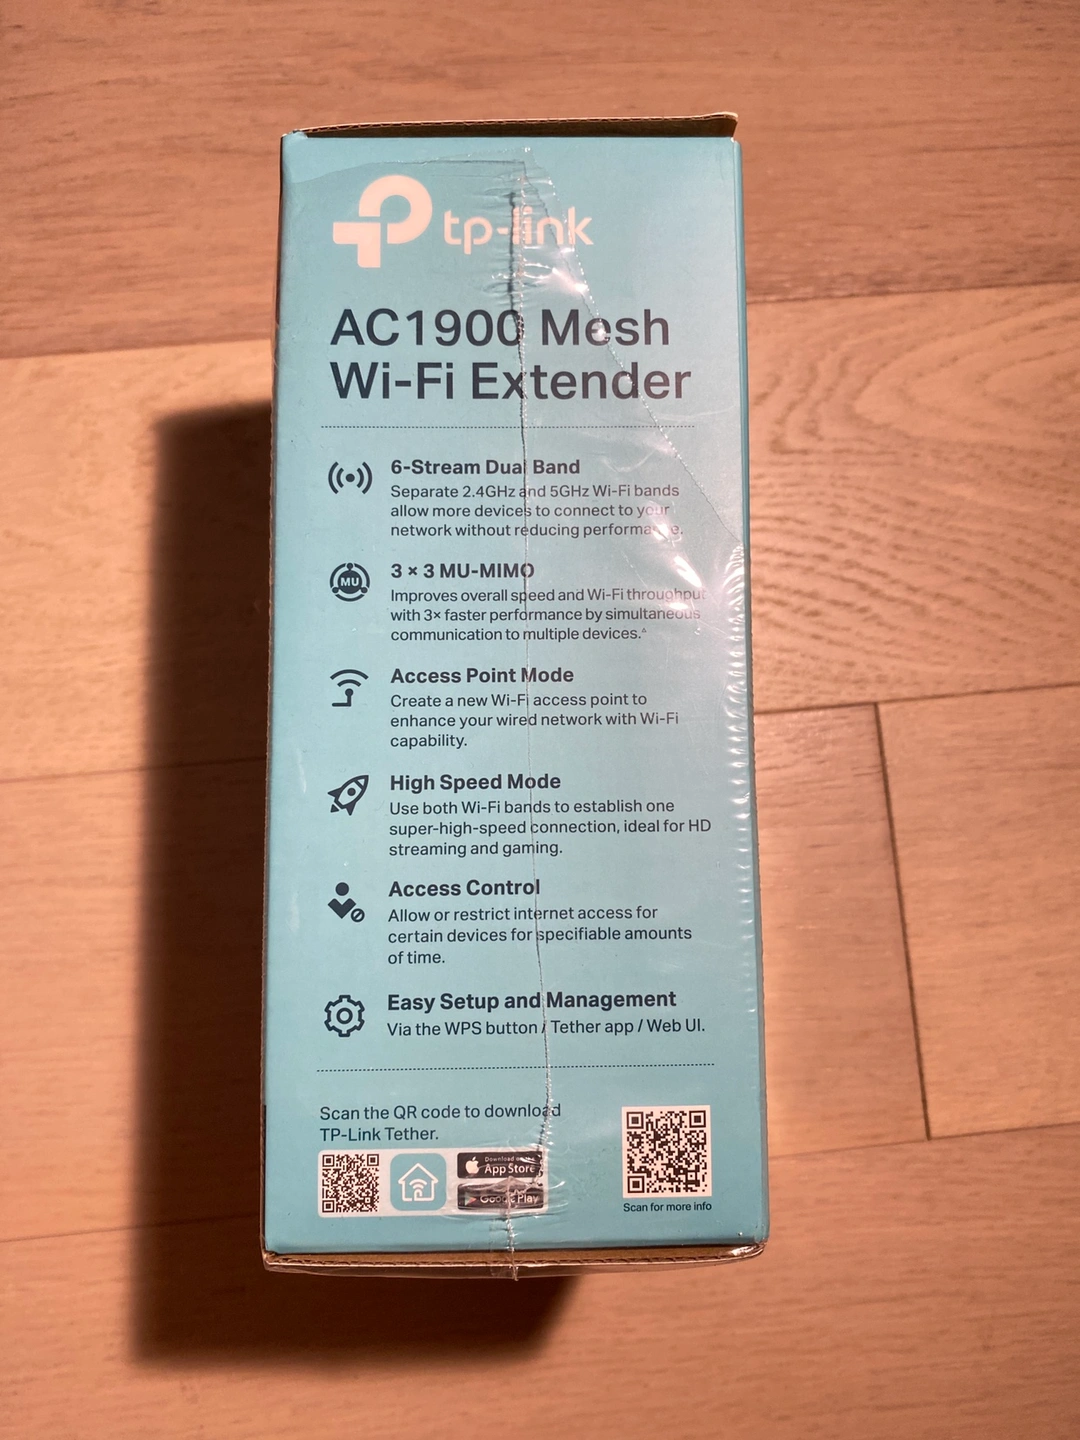 tp-link
AC1900 Mesh
Wi-Fi Extender
6-Stream Dual Band
Separate 2.4GHz and 5GHz Wi-Fi bands
allow more devices to connect to your
network without reducing performance.
MU
3 × 3 MU-MIMO
Improves overall speed and Wi-Fi throughput
with 3× faster performance by simultaneous
communication to multiple devices.^
Access Point Mode
Create a new Wi-Fi access point to
enhance your wired network with Wi-Fi
capability.
High Speed Mode
Use both Wi-Fi bands to establish one
super-high-speed connection, ideal for HD
streaming and gaming.
Access Control
Allow or restrict internet access for
certain devices for specifiable amounts
of time.
Easy Setup and Management
Via the WPS button / Tether app / Web UI.
Scan the QR code to download
TP-Link Tether.
Download on the
App Store
Google Play
Scan for more info